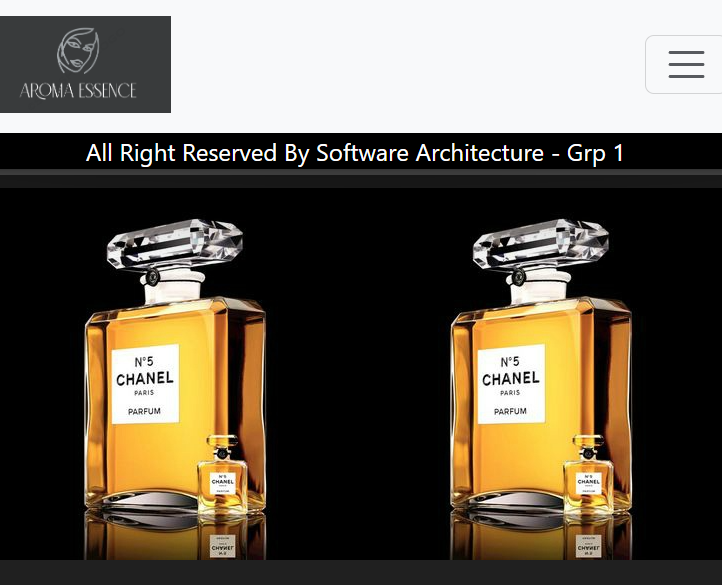 AROMA ESSENCE
All Right Reserved By Software Architecture - Grp 1
N°5
CHANEL
PARIS
PARFUM
N°5
CHANEL
PARIS
PARFUM
N°5
CHANEL
PARFUM
N°5
CHANEL
PARFUM